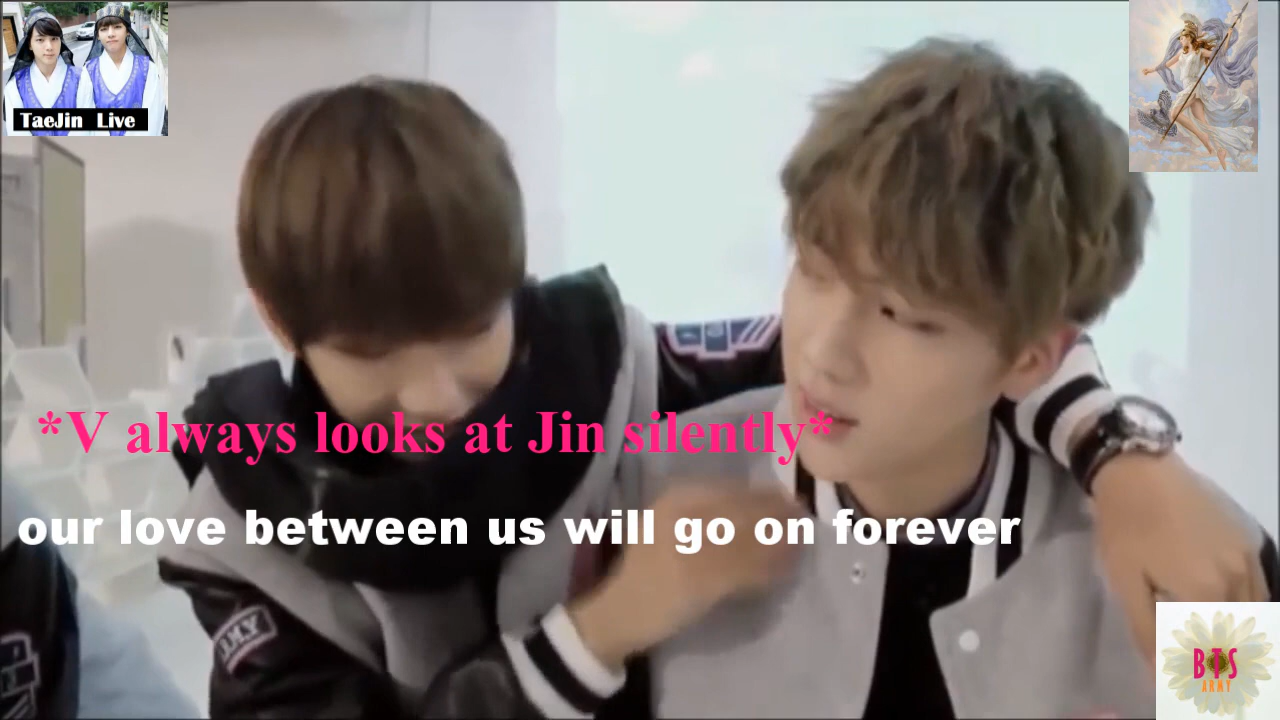 TaeJin Live
*V always looks at Jin silently*
our love between us will go on forever
BTS
ARMY